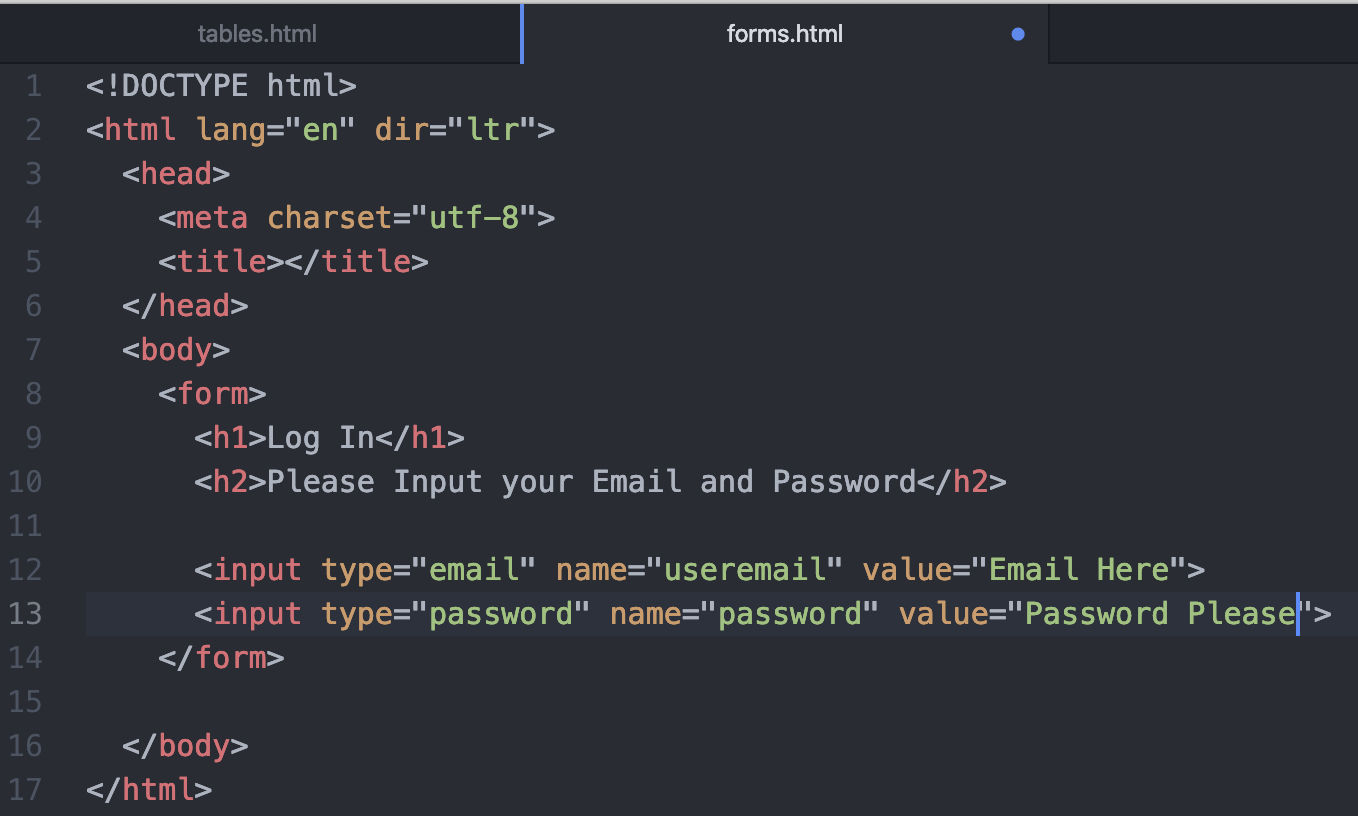 tables.html
forms.html
1 <!DOCTYPE html>
2 <html lang="en" dir="ltr">
3   <head>
4     <meta charset="utf-8">
5     <title></title>
6   </head>
7   <body>
8     <form>
9       <h1>Log In</h1>
10       <h2>Please Input your Email and Password</h2>
11
12       <input type="email" name="useremail" value="Email Here">
13       <input type="password" name="password" value="Password Please">
14     </form>
15
16   </body>
17 </html>